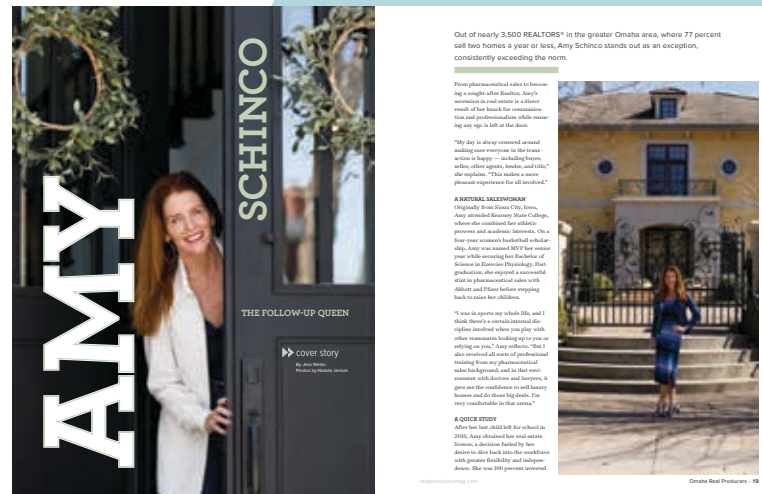 AMY
SCHINCO
THE FOLLOW-UP QUEEN
cover story
By Jess Wellar
Photos by Natalie Jensen
Out of nearly 3,500 REALTORS® in the greater Omaha area, where 77 percent
sell two homes a year or less, Amy Schinco stands out as an exception,
consistently exceeding the norm.
From pharmaceutical sales to becom-
ing a sought-after Realtor, Amy's
ascension in real estate is a direct
result of her knack for communica-
tion and professionalism while ensur-
ing any ego is left at the door.
"My day is alway centered around
making sure everyone in the trans-
action is happy — including buyer,
seller, other agents, lender, and title,"
she explains. "This makes a more
pleasant experience for all involved."
A NATURAL SALESWOMAN
Originally from Sioux City, Iowa,
Amy attended Kearney State College,
where she combined her athletic
prowess and academic interests. On a
four-year women's basketball scholar-
ship, Amy was named MVP her senior
year while securing her Bachelor of
Science in Exercise Physiology. Post-
graduation, she enjoyed a successful
stint in pharmaceutical sales with
Abbott and Pfizer before stepping
back to raise her children.
"I was in sports my whole life, and I
think there's a certain internal dis-
cipline involved when you play with
other teammates looking up to you or
relying on you," Amy reflects. "But I
also received all sorts of professional
training from my pharmaceutical
sales background, and in that envi-
ronment with doctors and lawyers, it
gave me the confidence to sell luxury
houses and do those big deals. I'm
very comfortable in that arena."
A QUICK STUDY
After her last child left for school in
2016, Amy obtained her real estate
license, a decision fueled by her
desire to dive back into the workforce
with greater flexibility and indepen-
dence. She was 100 percent invested
realproducersmag.com
Omaha Real Producers • 19